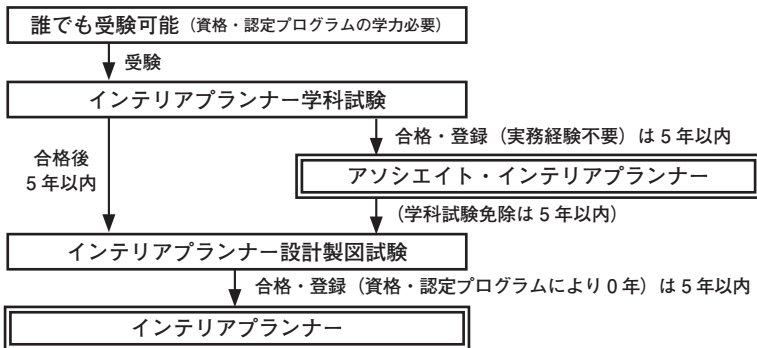 誰でも受験可能（資格・認定プログラムの学力必要）
受験
インテリアプランナー学科試験
合格・登録（実務経験不要）は5年以内
合格後
5年以内
アソシエイト・インテリアプランナー
(学科試験免除は5年以内)
インテリアプランナー設計製図試験
合格・登録（資格・認定プログラムにより0年）は5年以内
インテリアプランナー